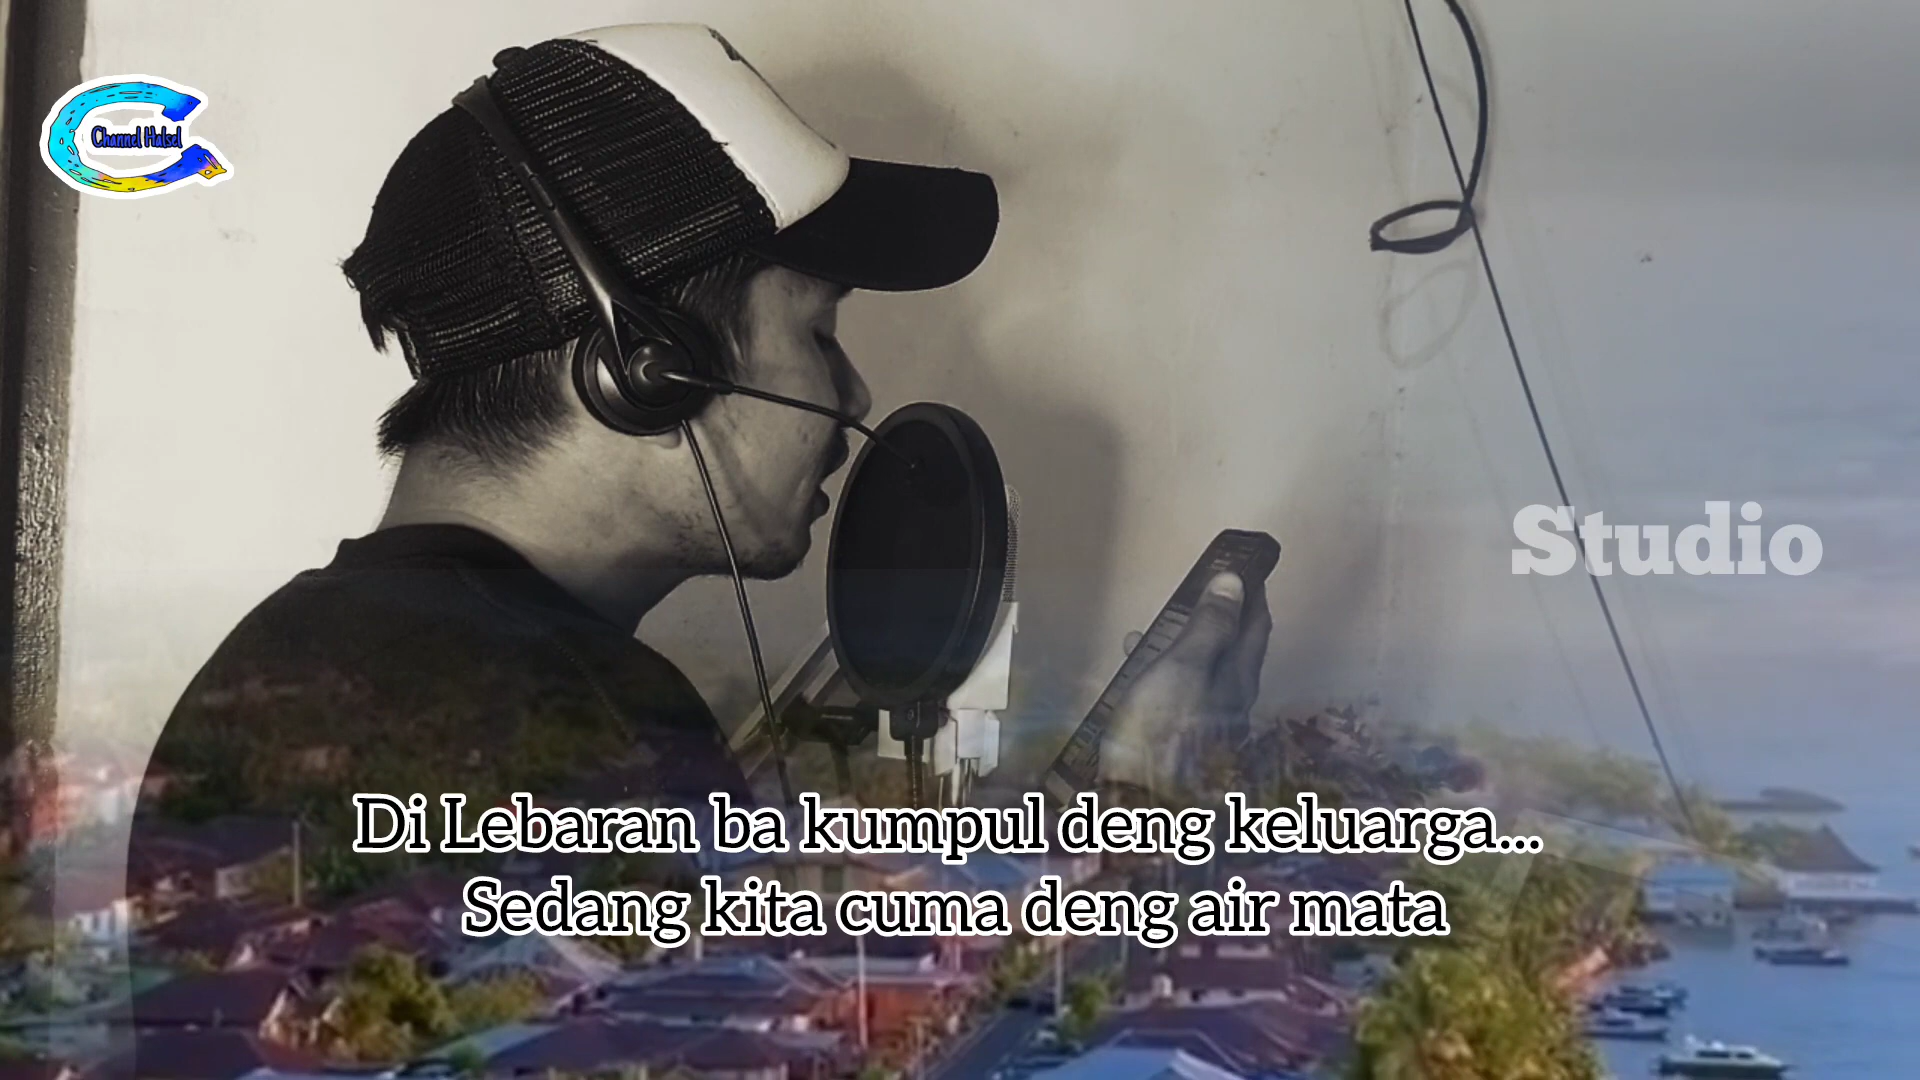 Channel Halsel
Studio
Di Lebaran ba kumpul deng keluarga...
Sedang kita cuma deng air mata